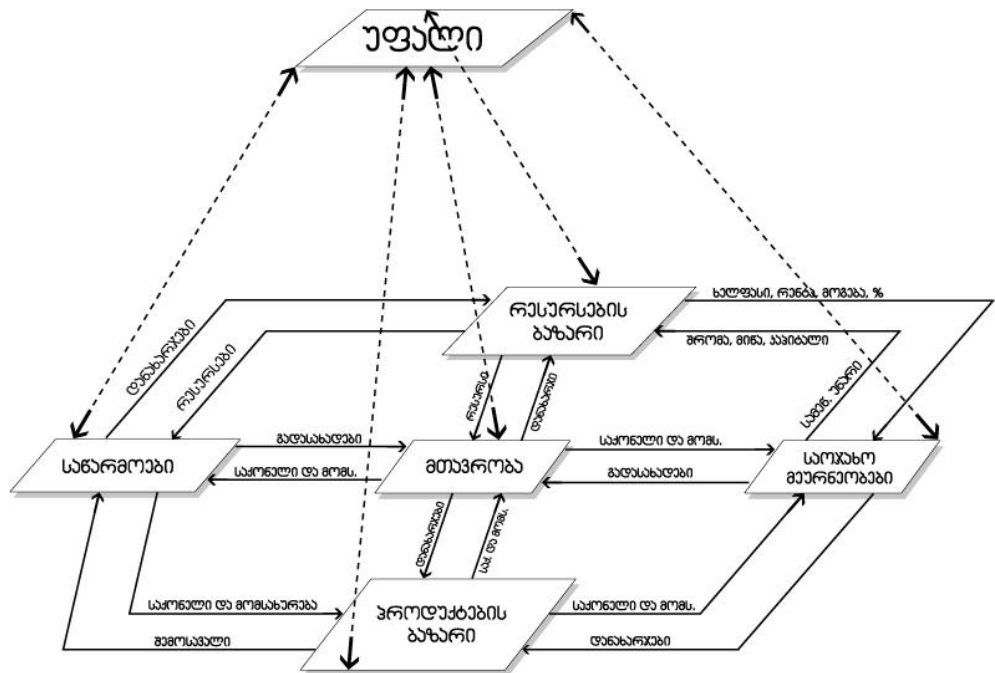 უფალი
რესურსების
ბაზარი
ხელფასი, რენტა, მოგება, %
შრომა, მიწა, კაპიტალი
სამეწ. უნარი
დანახარჯები
რესურსები
რესურსი
დანახარჯი
საწარმოები
გადასახადები
საქონელი და მომს.
მთავრობა
საქონელი და მომს.
გადასახადები
საოჯახო
მეურნეობები
დანახარჯები
საქ. და მომს.
საქონელი და მომსახურება
შემოსავალი
პროდუქტების
ბაზარი
საქონელი და მომს.
დანახარჯები